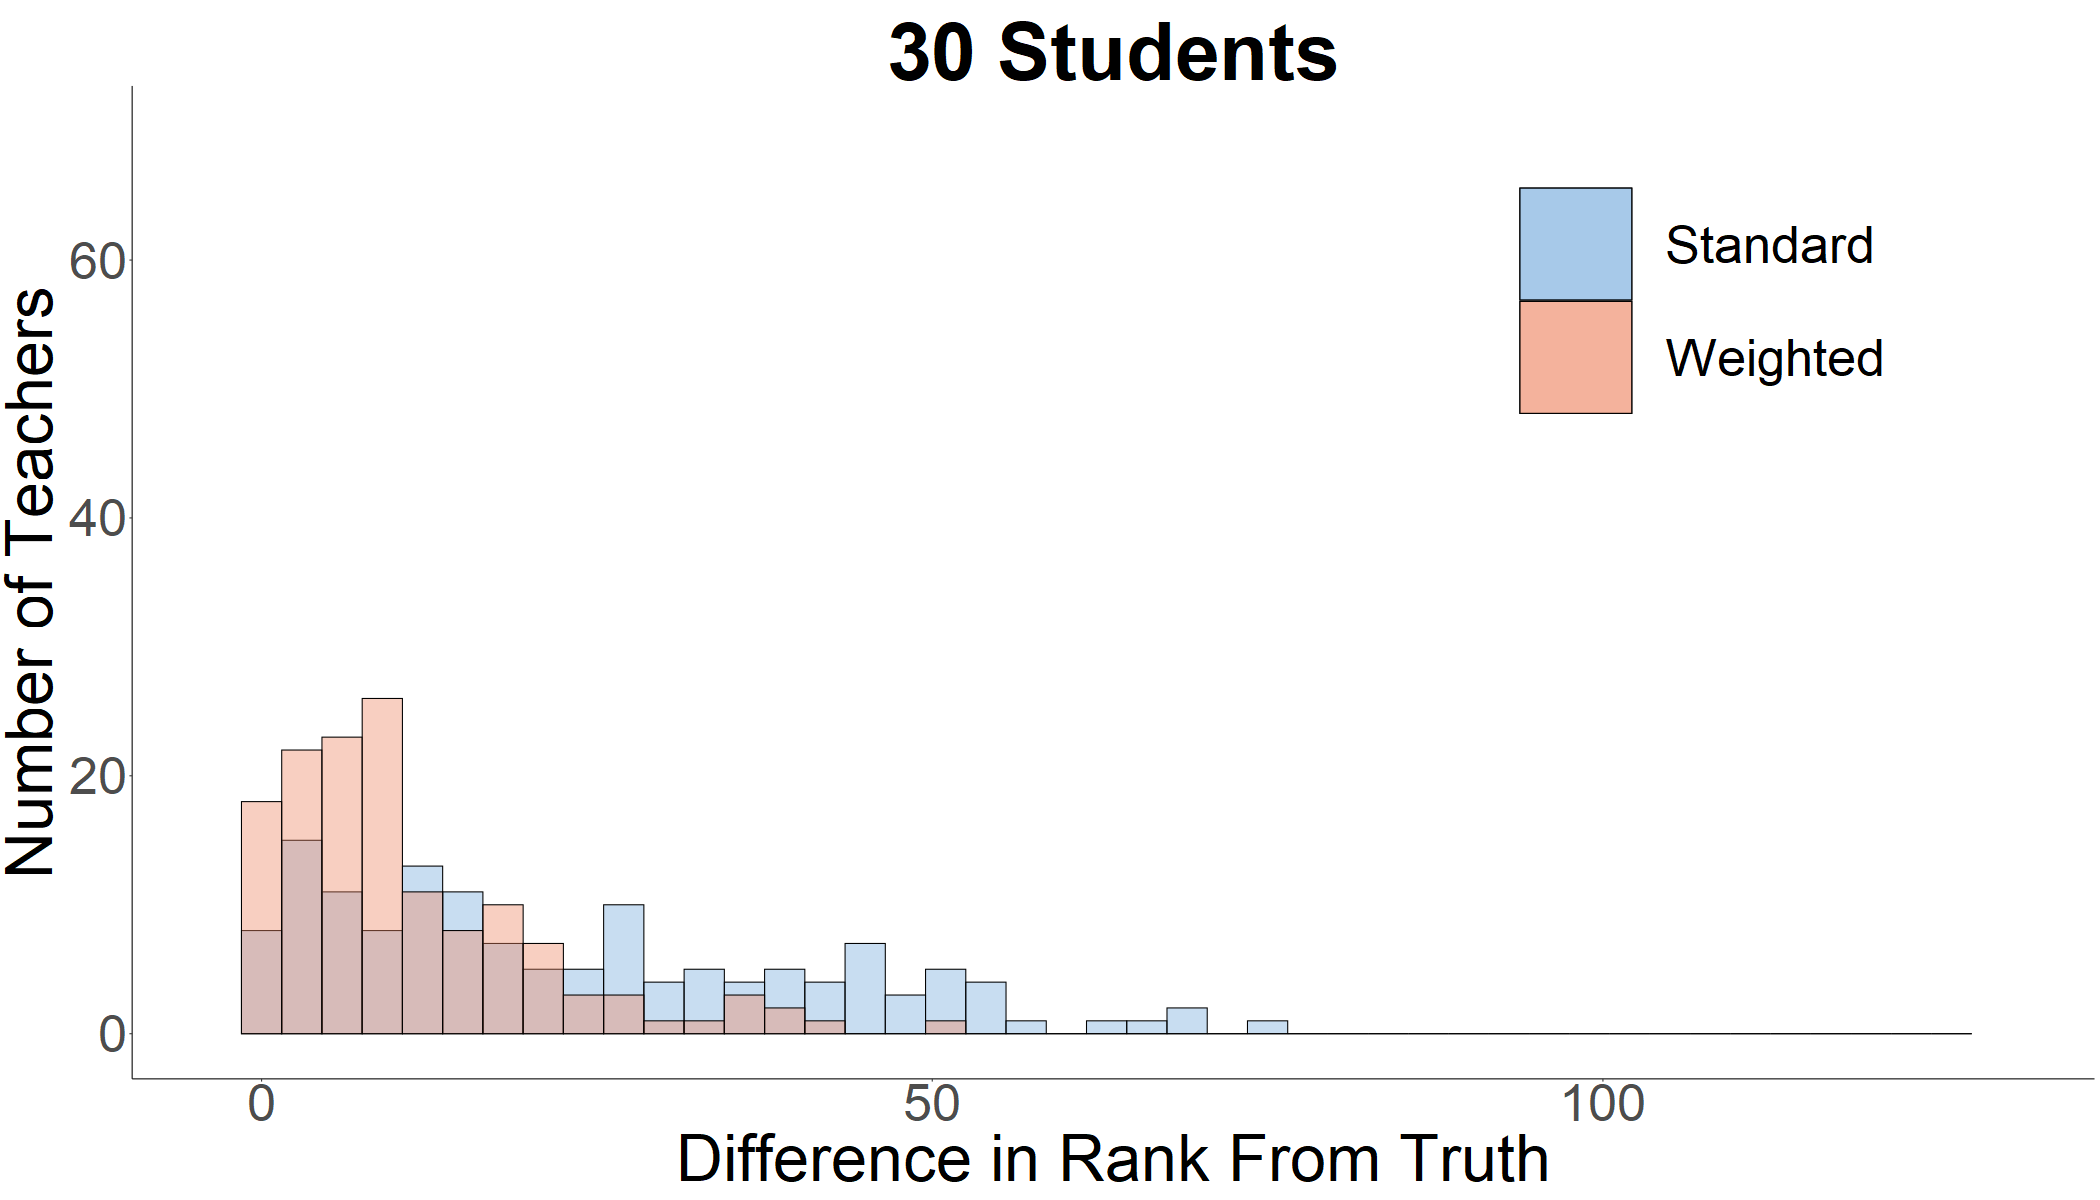 30 Students
Number of Teachers
60
40
20
0
Standard
Weighted
0 50 100
Difference in Rank From Truth